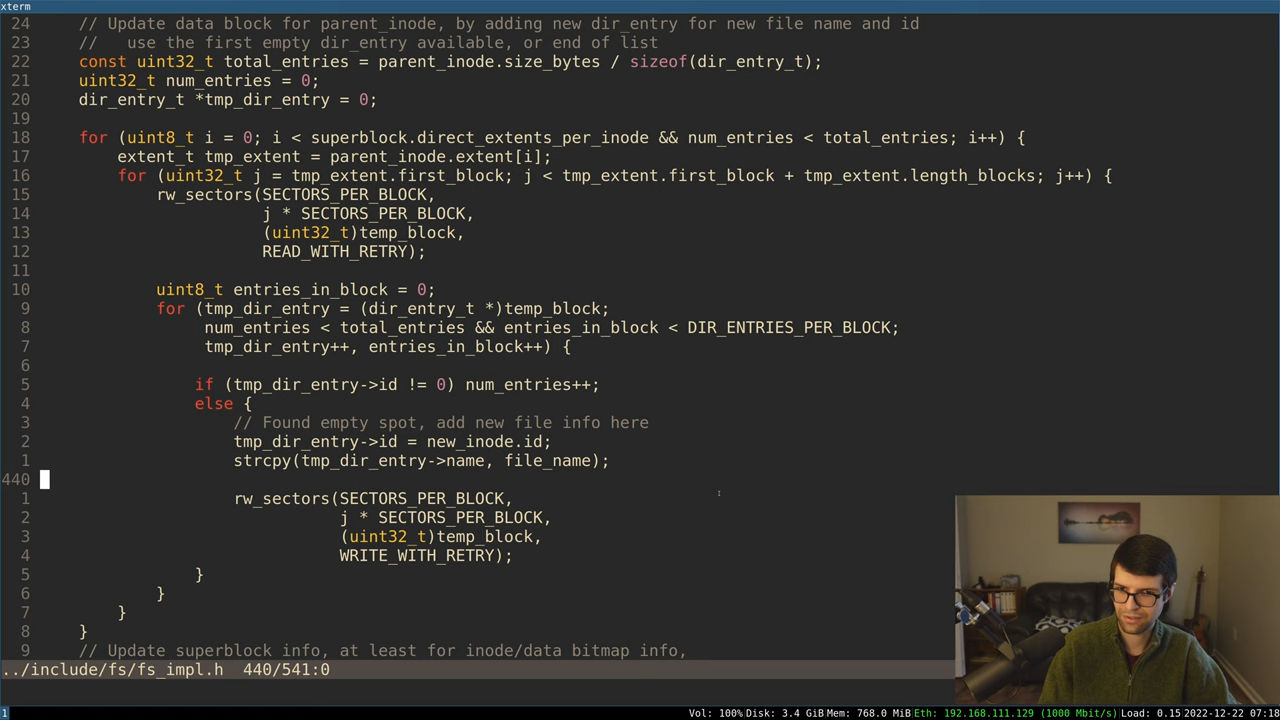 xterm
24 // Update data block for parent_inode, by adding new dir_entry for new file name and id
23 //   use the first empty dir_entry available, or end of list
22 const uint32_t total_entries = parent_inode.size_bytes / sizeof(dir_entry_t);
21 uint32_t num_entries = 0;
20 dir_entry_t *tmp_dir_entry = 0;
19
18 for (uint8_t i = 0; i < superblock.direct_extents_per_inode && num_entries < total_entries; i++) {
17 extent_t tmp_extent = parent_inode.extent[i];
16 for (uint32_t j = tmp_extent.first_block; j < tmp_extent.first_block + tmp_extent.length_blocks; j++) {
15 rw_sectors(SECTORS_PER_BLOCK,
14 j * SECTORS_PER_BLOCK,
13 (uint32_t)temp_block,
12 READ_WITH_RETRY);
11
10 uint8_t entries_in_block = 0;
9 for (tmp_dir_entry = (dir_entry_t *)temp_block;
8 num_entries < total_entries && entries_in_block < DIR_ENTRIES_PER_BLOCK;
7 tmp_dir_entry++, entries_in_block++) {
6
5 if (tmp_dir_entry->id != 0) num_entries++;
4 else {
3 // Found empty spot, add new file info here
2 tmp_dir_entry->id = new_inode.id;
1 strcpy(tmp_dir_entry->name, file_name);
440
1 rw_sectors(SECTORS_PER_BLOCK,
2 j * SECTORS_PER_BLOCK,
3 (uint32_t)temp_block,
4 WRITE_WITH_RETRY);
5 }
6 }
7 }
8 }
9 // Update superblock info, at least for inode/data bitmap info,
../include/fs/fs_impl.h  440/541:0
1 Vol: 100% Disk: 3.4 GiB Mem: 768.0 MiB Eth: 192.168.111.129 (1000 Mbit/s) Load: 0.15 2022-12-22 07:18